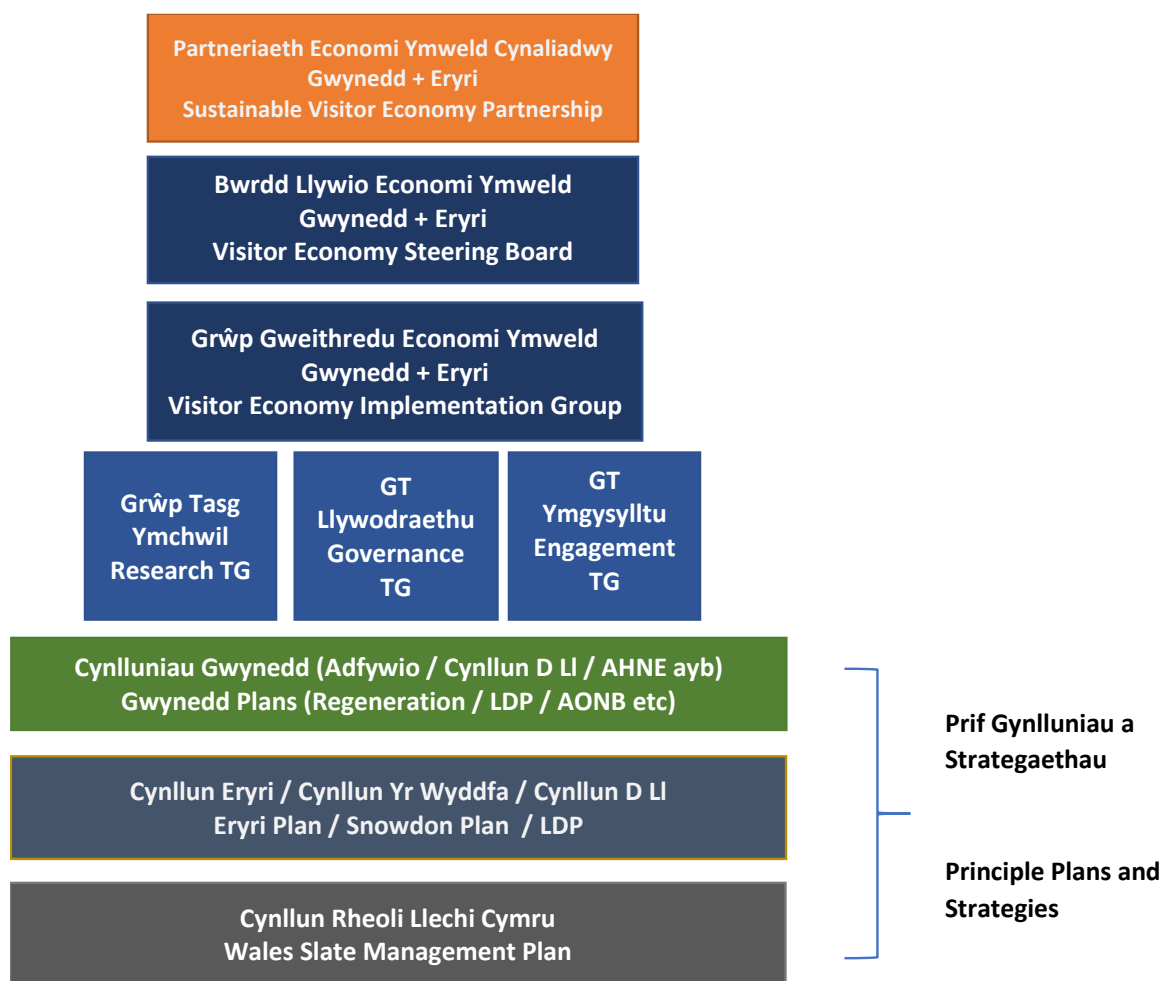 Partneriaeth Economi Ymweld Cynaliadwy
Gwynedd + Eryri
Sustainable Visitor Economy Partnership
Bwrdd Llywio Economi Ymweld
Gwynedd + Eryri
Visitor Economy Steering Board
Grŵp Gweithredu Economi Ymweld
Gwynedd + Eryri
Visitor Economy Implementation Group
Grŵp Tasg
Ymchwil
Research TG
GT
Llywodraethu
Governance
TG
GT
Ymgysylltu
Engagement
TG
Cynlluniau Gwynedd (Adfywio / Cynllun D Ll / AHNE ayb)
Gwynedd Plans (Regeneration / LDP / AONB etc)
Cynllun Eryri / Cynllun Yr Wyddfa / Cynllun D Ll
Eryri Plan / Snowdon Plan / LDP
Cynllun Rheoli Llechi Cymru
Wales Slate Management Plan
Prif Gynlluniau a
Strategaethau
Principle Plans and
Strategies